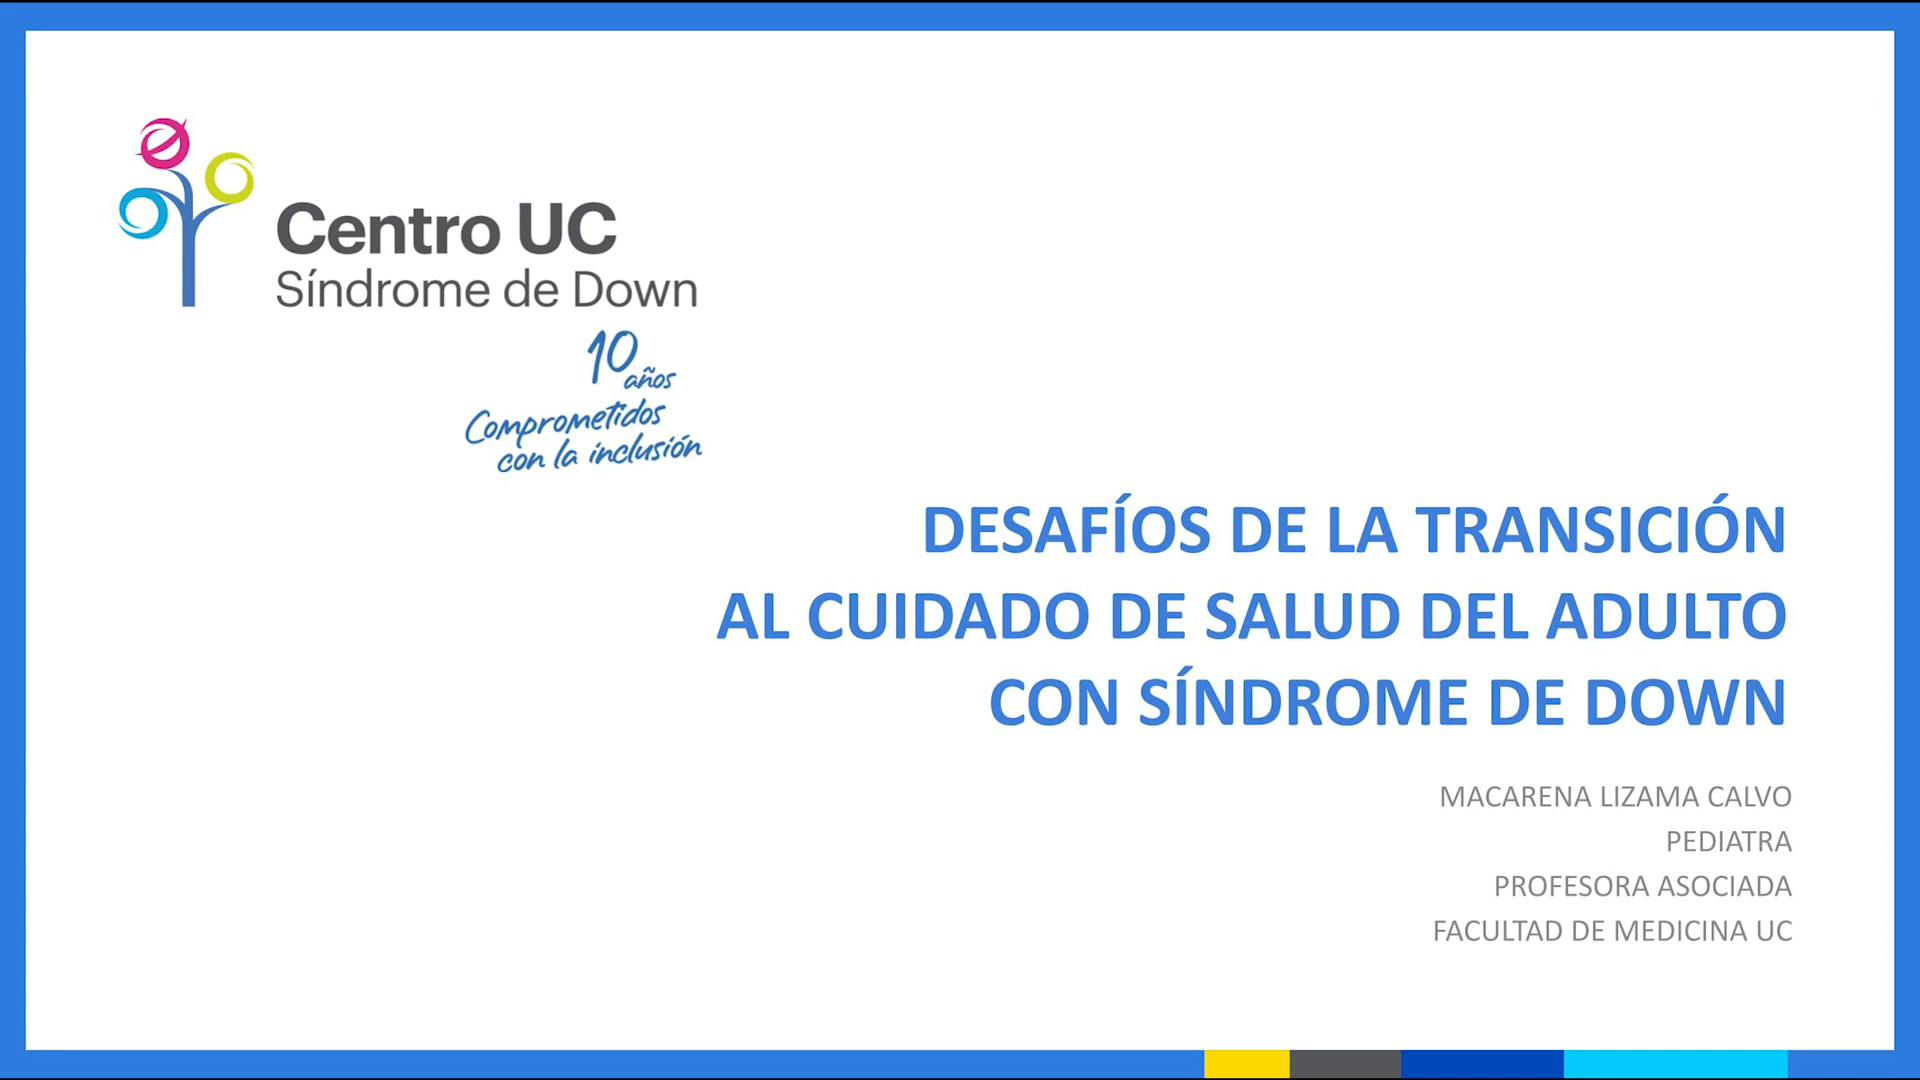 Centro UC
Síndrome de Down
10
años
Comprometidos
con la inclusión
DESAFÍOS DE LA TRANSICIÓN
AL CUIDADO DE SALUD DEL ADULTO
CON SÍNDROME DE DOWN
MACARENA LIZAMA CALVO
PEDIATRA
PROFESORA ASOCIADA
FACULTAD DE MEDICINA UC